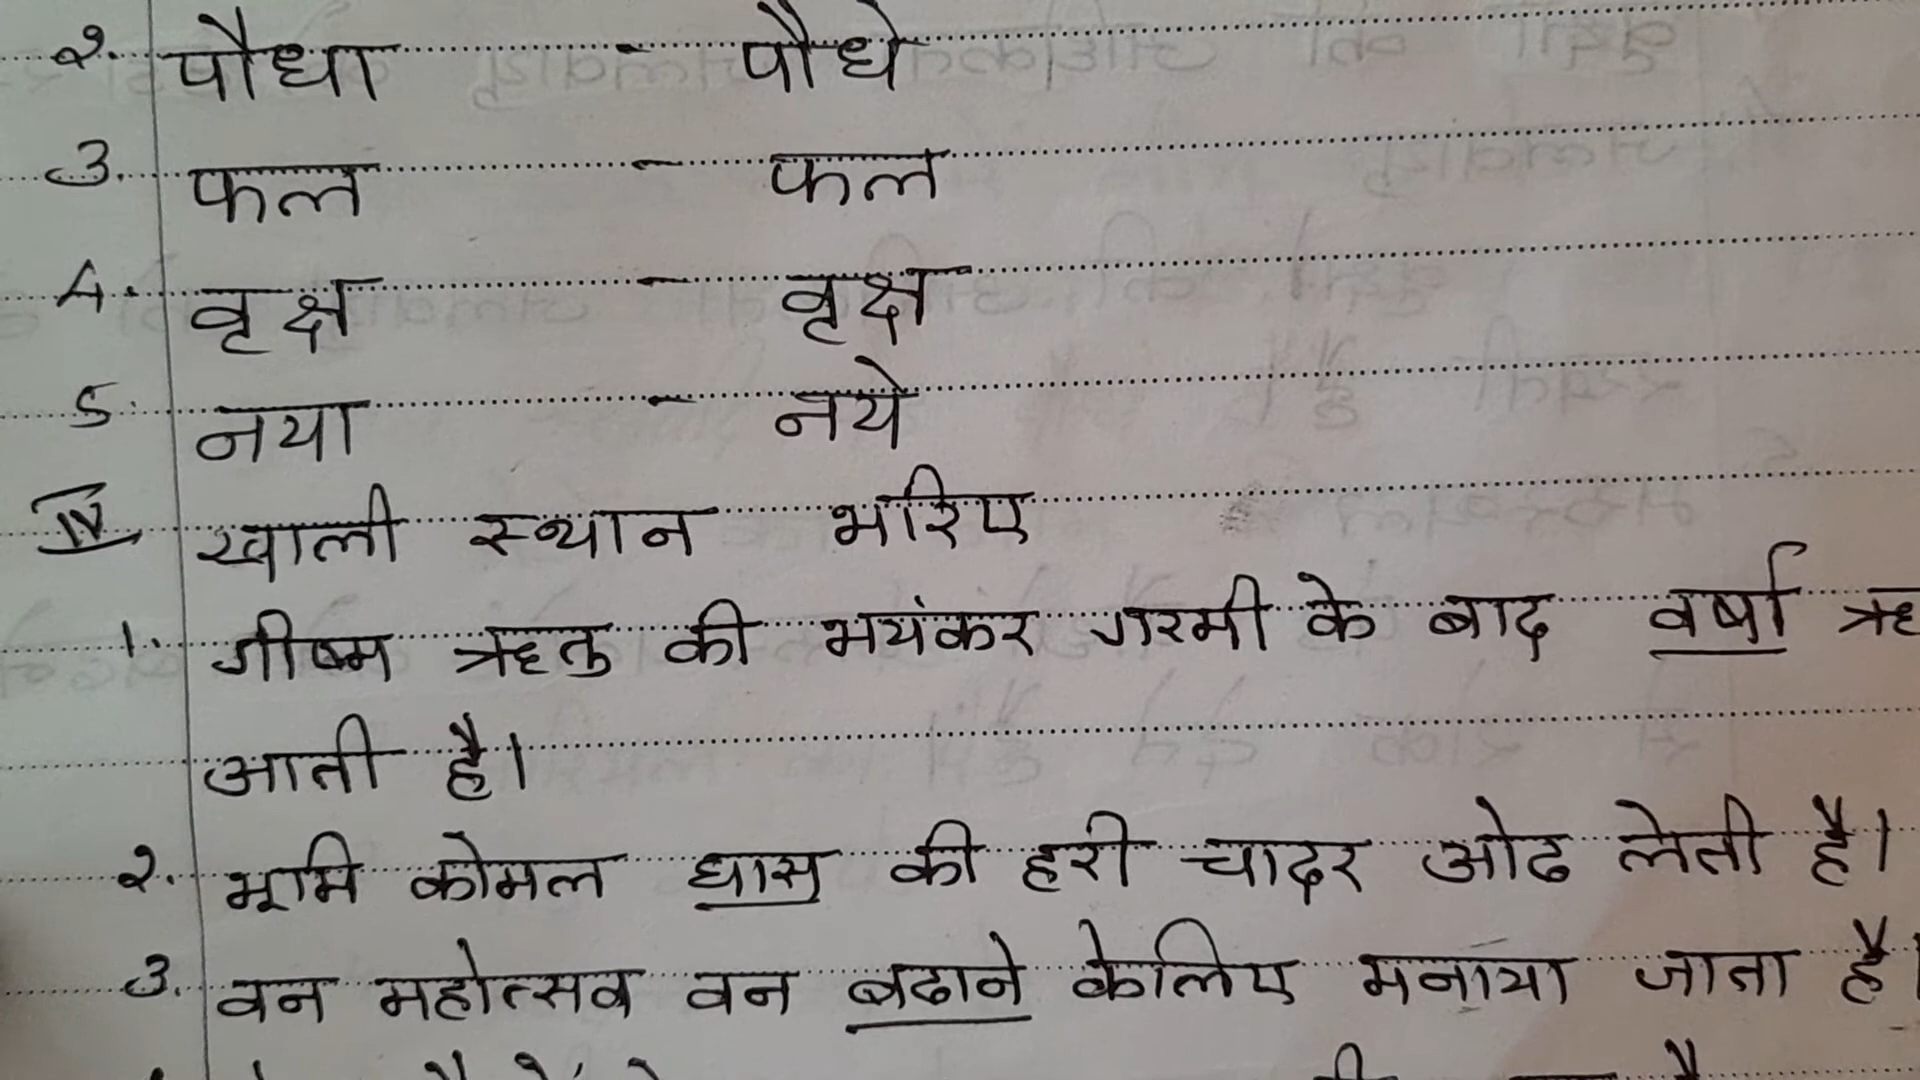 2. पौधा - पौधे
3. फल - फल
4. वृक्ष - वृक्ष
5. नया - नये
IV खाली स्थान भरिए
1. गीष्म ऋतु की भयंकर गरमी के बाद वर्षा ऋ
आती है।
2. भूमि कोमल घास की हरी चादर ओढ लेती है।
3. वन महोत्सव वन बढाने केलिए मनाया जाता है।